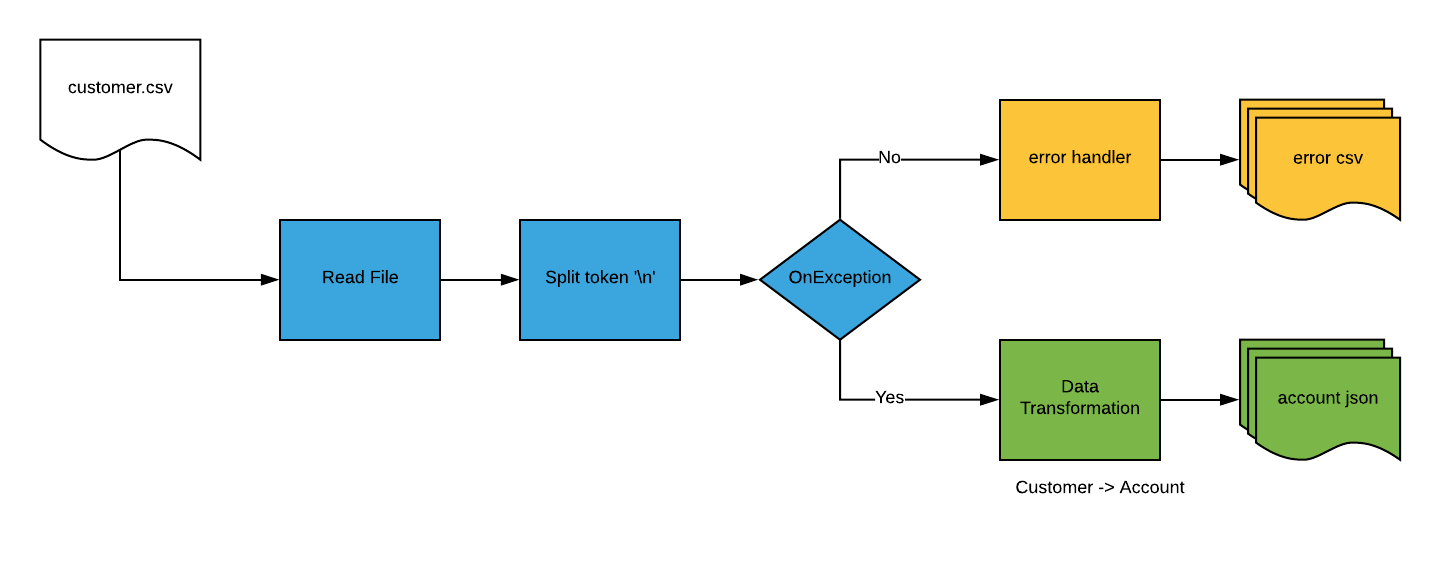 customer.csv
Read File
Split token '\n'
OnException
No
error handler
error csv
Yes
Data
Transformation
account json
Customer -> Account